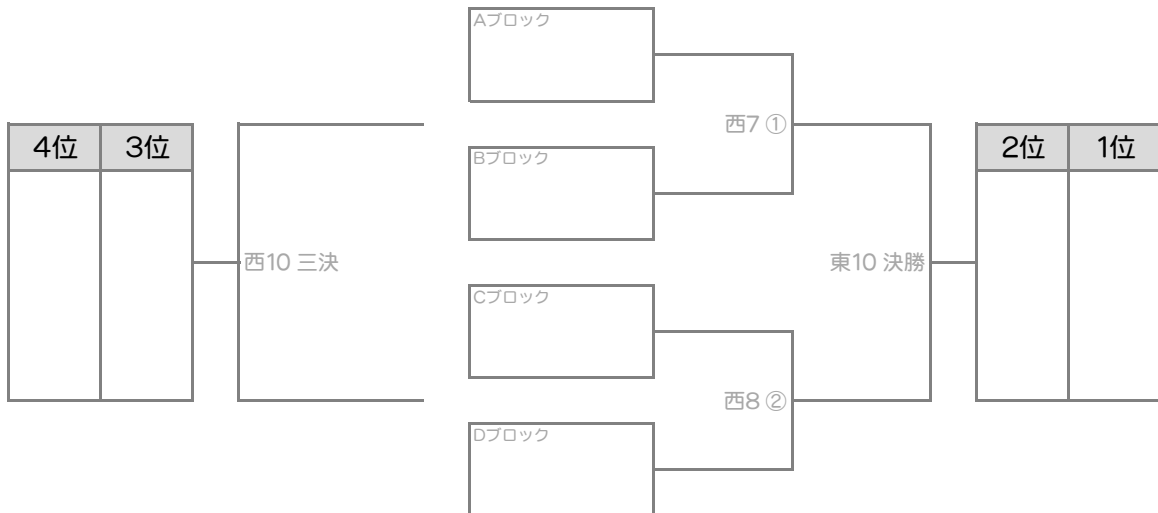 Aブロック
西7 ①
4位 3位
2位 1位
Bブロック
西10 三決
東10 決勝
Cブロック
西8 ②
Dブロック